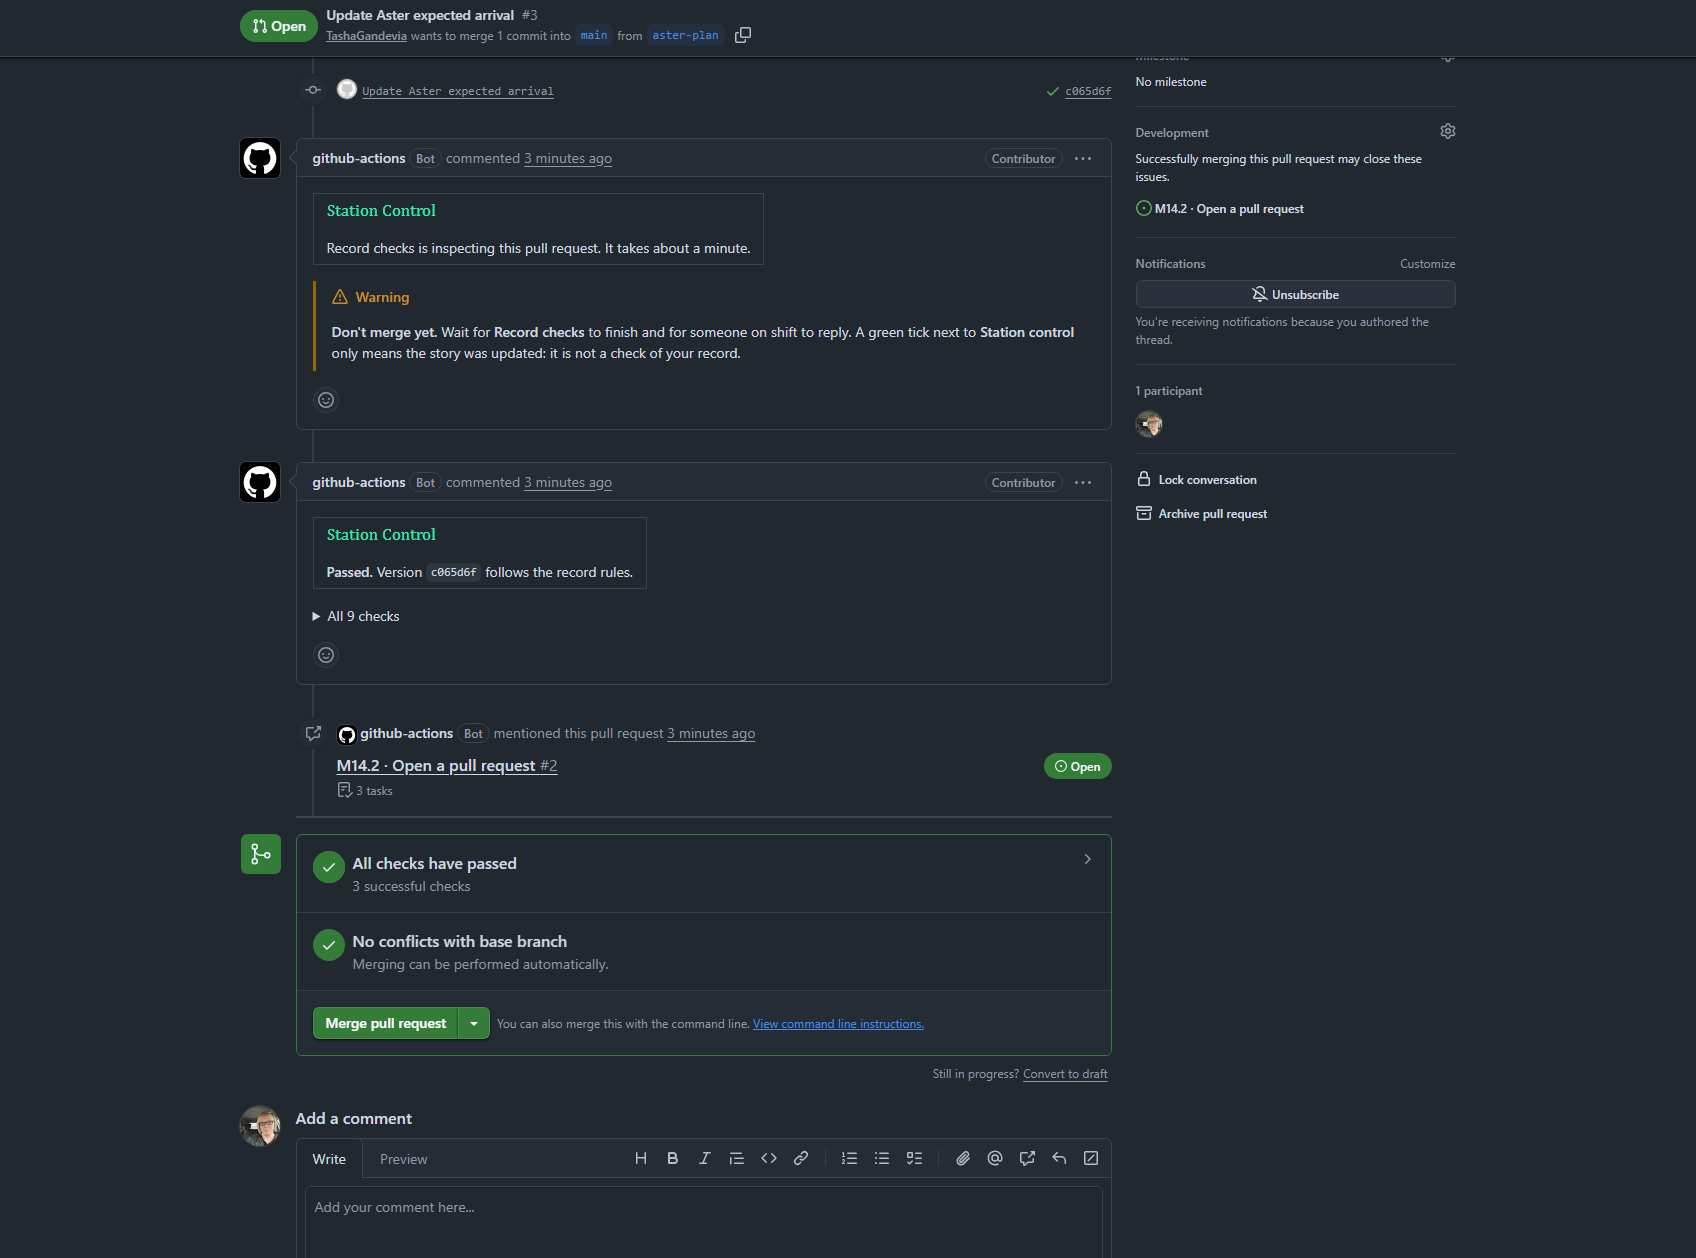 Open
Update Aster expected arrival #3
TashaGandevia wants to merge 1 commit into main from aster-plan
Update Aster expected arrival
c065d6f
github-actions Bot commented 3 minutes ago
Contributor
Station Control
Record checks is inspecting this pull request. It takes about a minute.
Warning
Don't merge yet. Wait for Record checks to finish and for someone on shift to reply. A green tick next to Station control
only means the story was updated: it is not a check of your record.
github-actions Bot commented 3 minutes ago
Contributor
Station Control
Passed. Version c065d6f follows the record rules.
All 9 checks
github-actions Bot mentioned this pull request 3 minutes ago
M14.2 · Open a pull request #2
Open
3 tasks
All checks have passed
3 successful checks
No conflicts with base branch
Merging can be performed automatically.
Merge pull request
You can also merge this with the command line. View command line instructions.
Still in progress? Convert to draft
Add a comment
Write
Preview
Add your comment here...
Milestone
No milestone
Development
Successfully merging this pull request may close these
issues.
M14.2 · Open a pull request
Notifications
Customize
Unsubscribe
You're receiving notifications because you authored the
thread.
1 participant
Lock conversation
Archive pull request